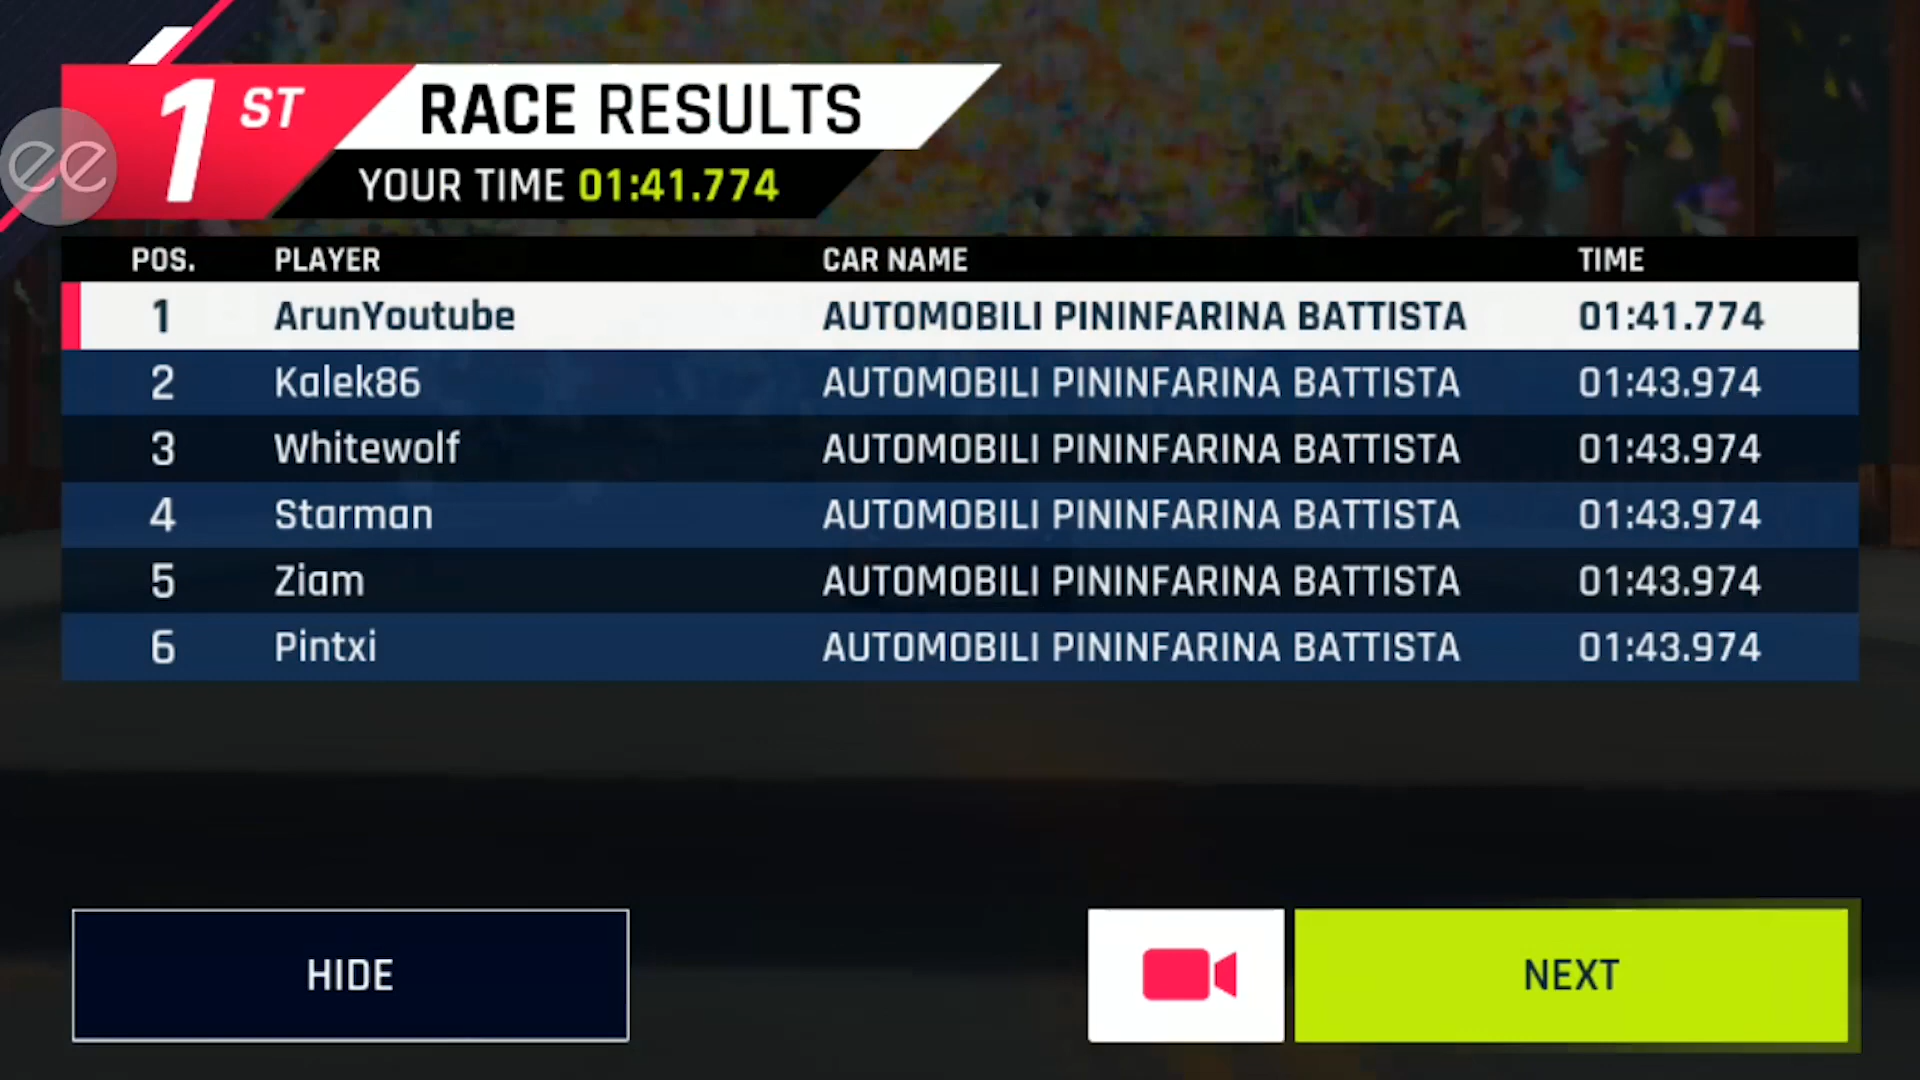 1 ST
RACE RESULTS
YOUR TIME 01:41.774
ee
POS. PLAYER CAR NAME TIME
1 ArunYoutube AUTOMOBILI PININFARINA BATTISTA 01:41.774
2 Kalek86 AUTOMOBILI PININFARINA BATTISTA 01:43.974
3 Whitewolf AUTOMOBILI PININFARINA BATTISTA 01:43.974
4 Starman AUTOMOBILI PININFARINA BATTISTA 01:43.974
5 Ziam AUTOMOBILI PININFARINA BATTISTA 01:43.974
6 Pintxi AUTOMOBILI PININFARINA BATTISTA 01:43.974
HIDE
NEXT